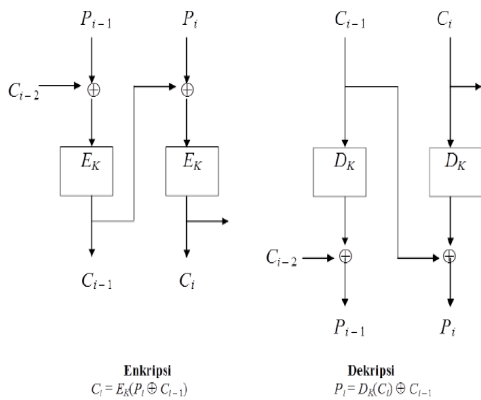 P_{i-1} P_i C_{i-1} C_i
C_{i-2} ⊕ ⊕
E_K E_K D_K D_K
C_{i-2} ⊕ ⊕
C_{i-1} C_i
P_{i-1} P_i
Enkripsi Dekripsi
C_i = E_K(P_i ⊕ C_{i-1}) P_i = D_K(C_i) ⊕ C_{i-1}